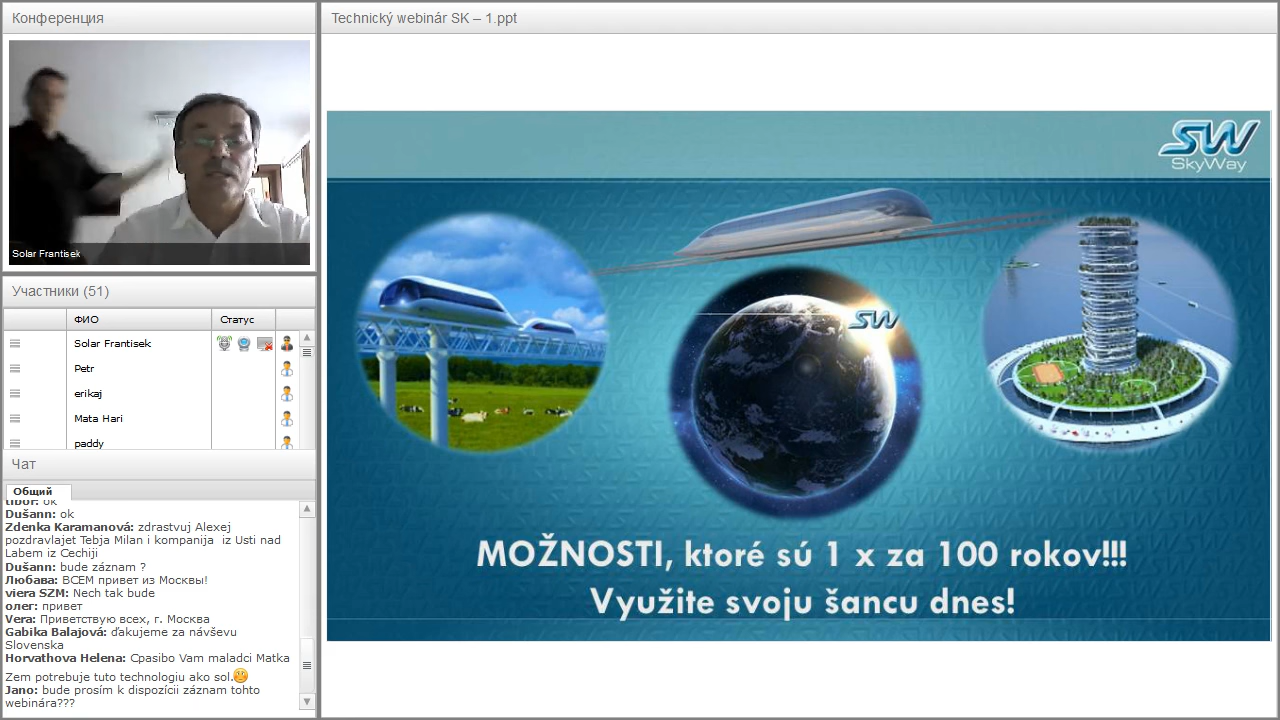 Конференция
Solar Frantisek
Участники (51)
ФИО
Статус
Solar Frantisek
Petr
erikaj
Mata Hari
paddy
Чат
Общий
tibor: ok
Dušann: ok
Zdenka Karamanová: zdrastvuj Alexej
pozdravlajet Tebja Milan i kompanija iz Usti nad
Labem iz Cechiji
Dušann: bude záznam ?
Любава: ВСЕМ привет из Москвы!
viera SZM: Nech tak bude
олег: привет
Vera: Приветствую всех, г. Москва
Gabika Balajová: ďakujeme za návševu
Slovenska
Horvathova Helena: Cpasibo Vam maladci Matka
Zem potrebuje tuto technologiu ako sol.
Jano: bude prosím k dispozícii záznam tohto
webinára???
Technický webinár SK – 1.ppt
SW
SkyWay
SW
MOŽNOSTI, ktoré sú 1 x za 100 rokov!!!
Využite svoju šancu dnes!